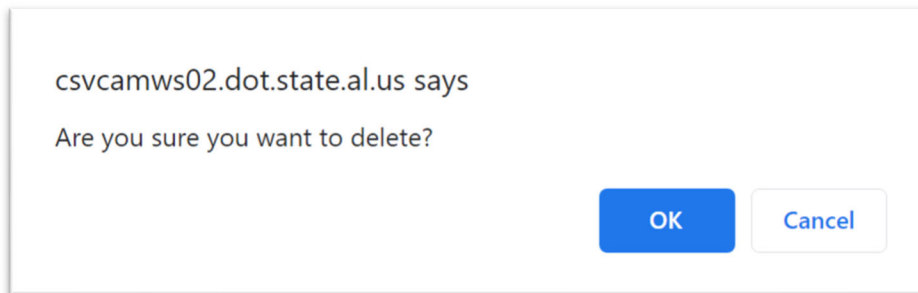 csvcamws02.dot.state.al.us says
Are you sure you want to delete?
OK Cancel